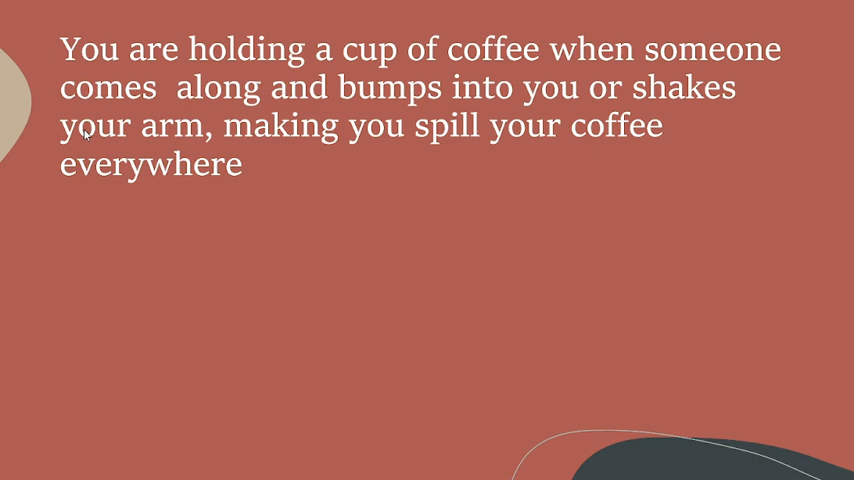 You are holding a cup of coffee when someone
comes  along and bumps into you or shakes
your arm, making you spill your coffee
everywhere